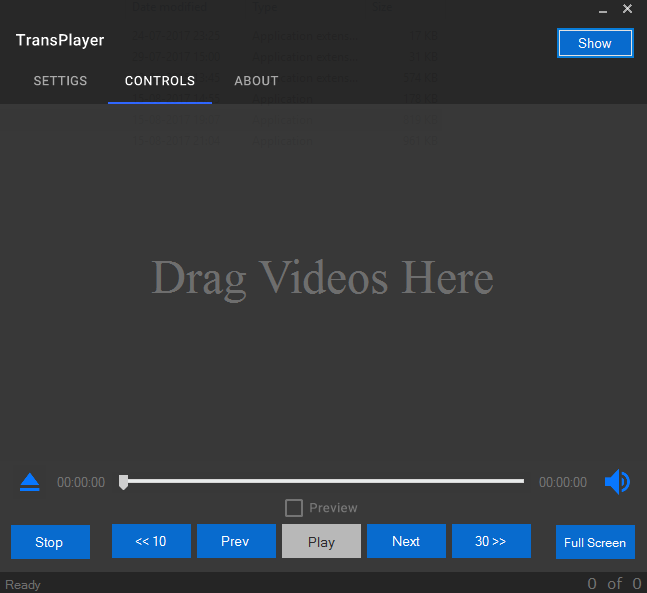 TransPlayer
Show
SETTIGS CONTROLS ABOUT
Drag Videos Here
00:00:00 00:00:00
Preview
Stop << 10 Prev Play Next 30 >> Full Screen
Ready 0 of 0